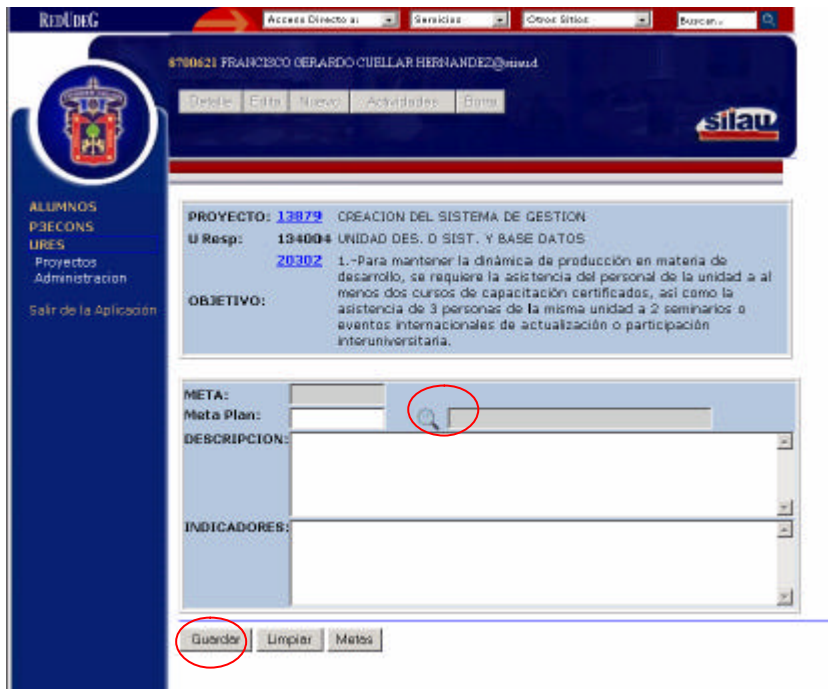 REDUDEG
Acceso Directo a: Servicios Otros Sitios Buscar..
8700621 FRANCISCO GERARDO CUELLAR HERNANDEZ@siiud
Detalle Edita Nuevo Actividades Borra
siiau
ALUMNOS
P3ECONS
URES
Proyectos
Administracion
Salir de la Aplicación
PROYECTO: 13879 CREACION DEL SISTEMA DE GESTION
U Resp: 134004 UNIDAD DES. D SIST. Y BASE DATOS
OBJETIVO: 20302 1.-Para mantener la dinámica de producción en materia de
desarrollo, se requiere la asistencia del personal de la unidad a al
menos dos cursos de capacitación certificados, así como la
asistencia de 3 personas de la misma unidad a 2 seminarios o
eventos internacionales de actualización o participación
interuniversitaria.
META:
Meta Plan:
DESCRIPCION:
INDICADORES:
Guardar Limpiar Metas